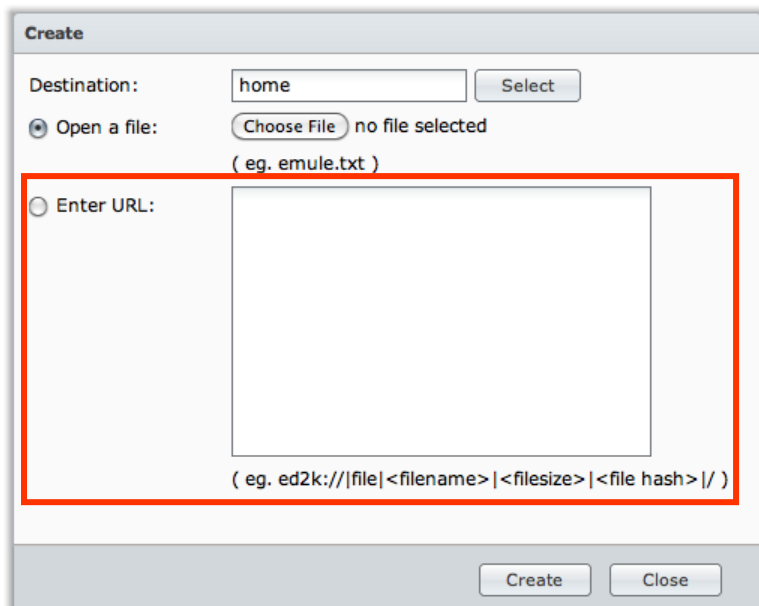 Create
Destination: home Select
Open a file: Choose File no file selected
( eg. emule.txt )
Enter URL:
( eg. ed2k://|file|<filename>|<filesize>|<file hash>|/ )
Create Close